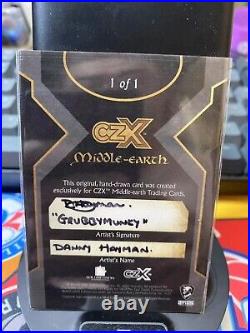 1 of 1
CZX
MIDDLE-EARTH
This original, hand-drawn card was created
exclusively for CZX™ Middle-earth Trading Cards.
"GRUBBYMUNKY"
Artist's Signature
DANNY HAYMAN.
Artist's Name
CZX